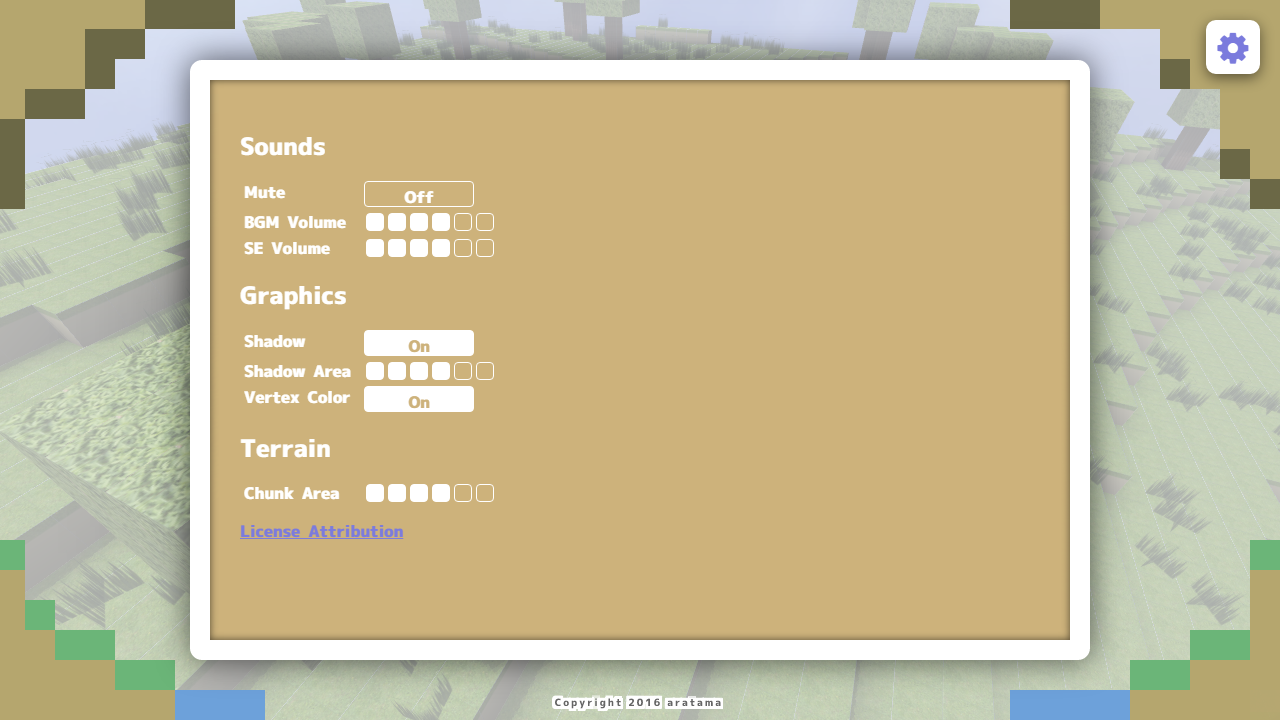 Sounds
Mute Off
BGM Volume
SE Volume
Graphics
Shadow On
Shadow Area
Vertex Color On
Terrain
Chunk Area
License Attribution
Copyright 2016 aratama